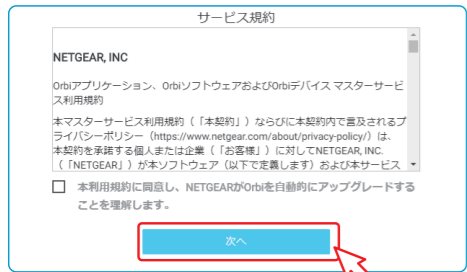 サービス規約
NETGEAR, INC
Orbiアプリケーション、OrbiソフトウェアおよびOrbiデバイス マスターサービ
ス利用規約
本マスターサービス利用規約（「本契約」）ならびに本契約内で言及されるプ
ライバシーポリシー（https://www.netgear.com/about/privacy-policy/）は、
本契約を承諾する個人または企業（「お客様」）に対してNETGEAR, INC.
（「NETGEAR」）が本ソフトウェア（以下で定義します）および本サービス
本利用規約に同意し、NETGEARがOrbiを自動的にアップグレードする
ことを理解します。
次へ